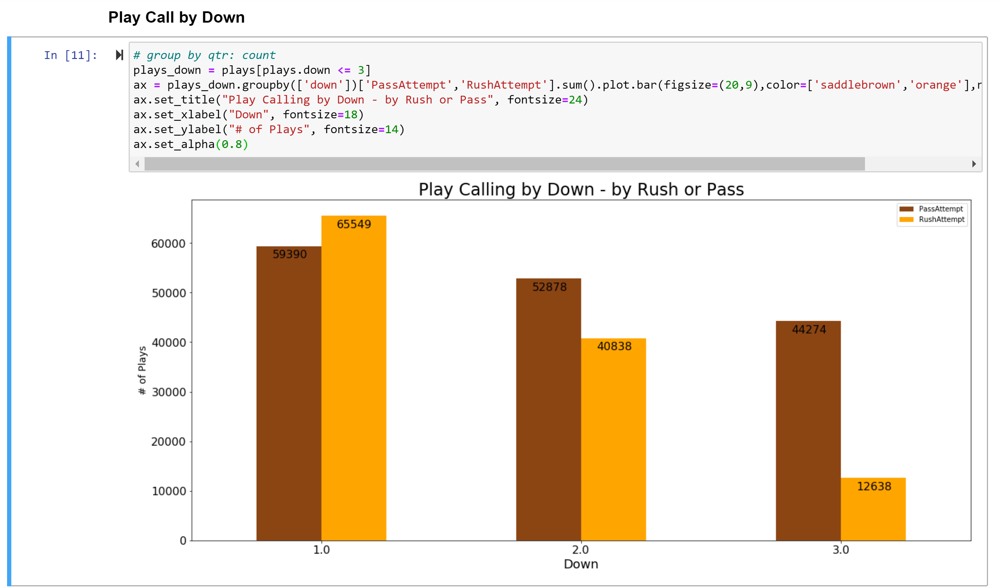 Play Call by Down
In [11]:
# group by qtr: count
plays_down = plays[plays.down <= 3]
ax = plays_down.groupby(['down'])['PassAttempt','RushAttempt'].sum().plot.bar(figsize=(20,9),color=['saddlebrown','orange'],r
ax.set_title("Play Calling by Down - by Rush or Pass", fontsize=24)
ax.set_xlabel("Down", fontsize=18)
ax.set_ylabel("# of Plays", fontsize=14)
ax.set_alpha(0.8)
Play Calling by Down - by Rush or Pass
PassAttempt
RushAttempt
65549
59390
52878
40838
44274
12638
60000
50000
40000
30000
20000
10000
0
# of Plays
1.0
2.0
3.0
Down